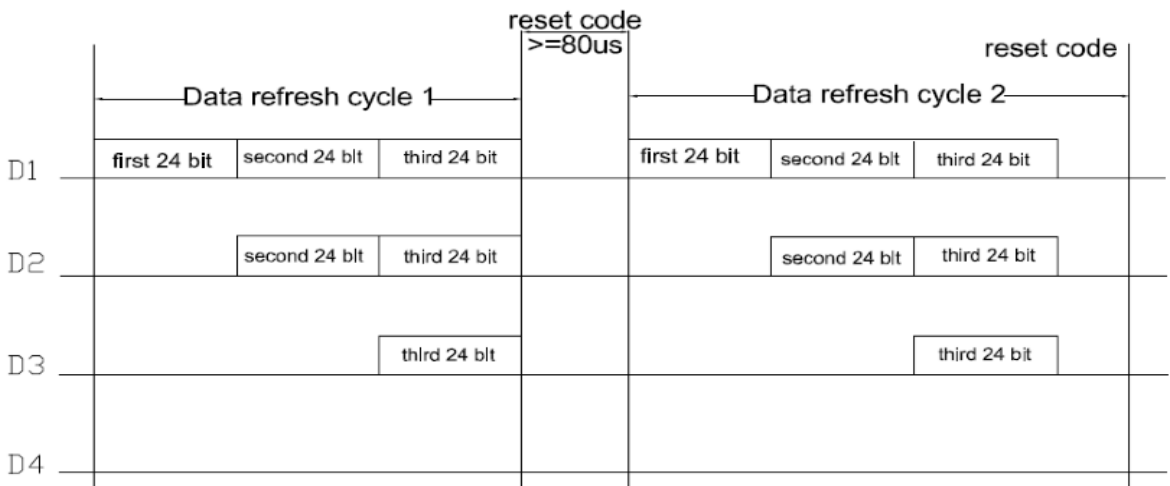 reset code
>=80us
reset code
Data refresh cycle 1
Data refresh cycle 2
D1 first 24 bit second 24 blt third 24 bit first 24 bit second 24 blt third 24 bit
D2 second 24 blt third 24 bit second 24 blt third 24 bit
D3 thlrd 24 blt third 24 bit
D4